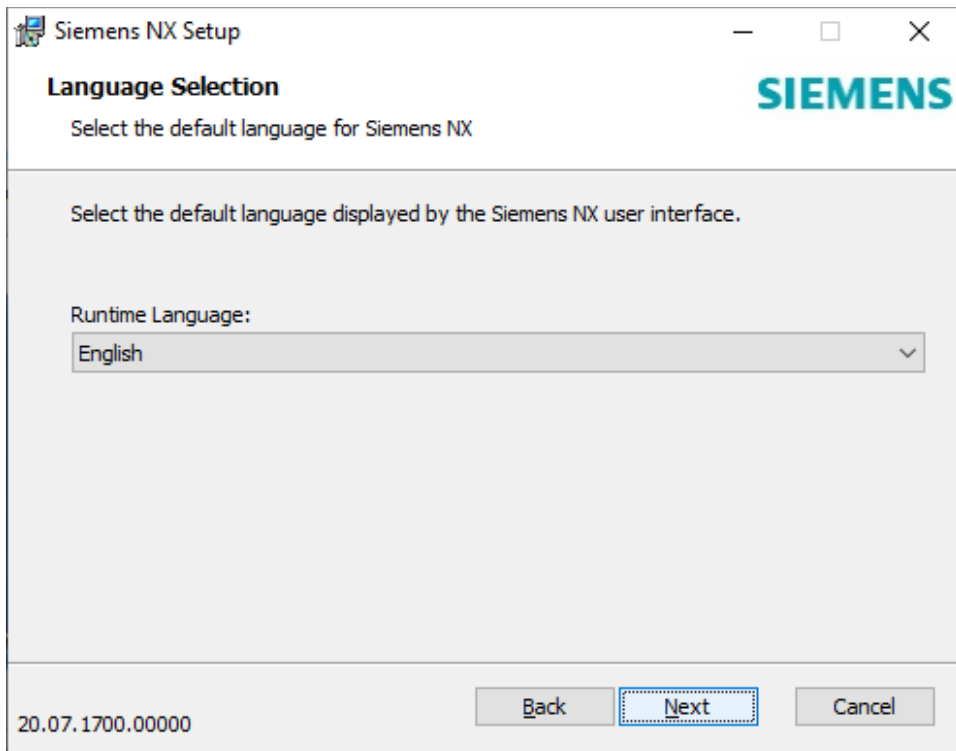 Siemens NX Setup
Language Selection
SIEMENS
Select the default language for Siemens NX
Select the default language displayed by the Siemens NX user interface.
Runtime Language:
English
Back
Next
Cancel
20.07.1700.00000